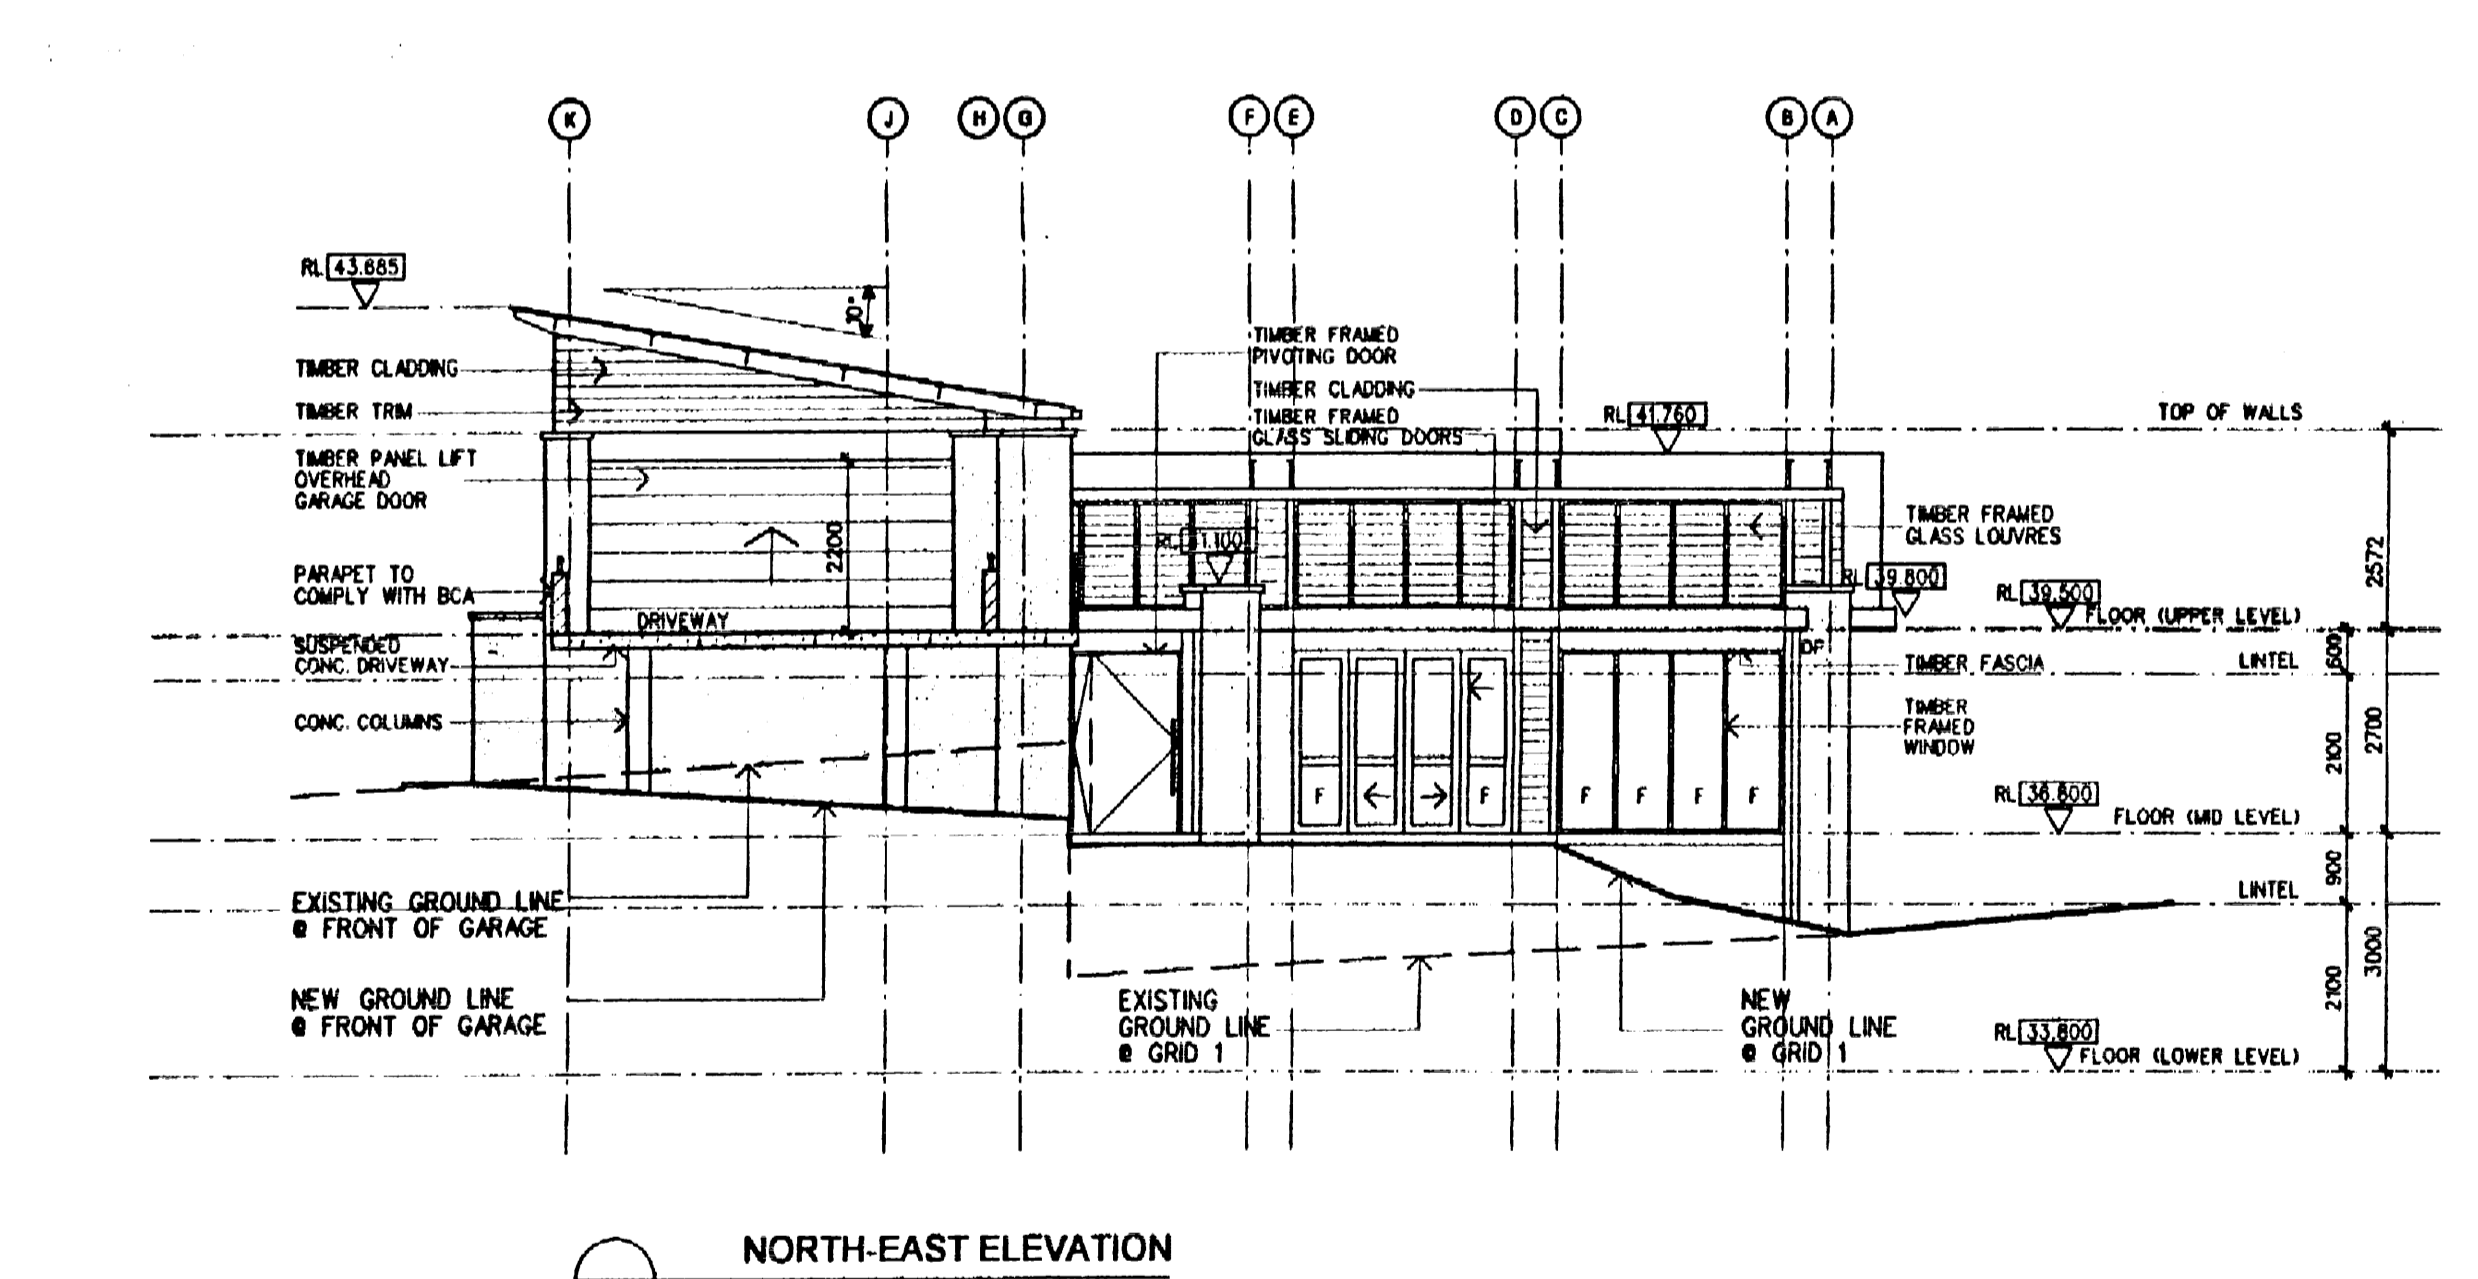 K J H G F E D C B A
RL 43.685
10°
TIMBER FRAMED
PIVOTING DOOR
TIMBER CLADDING
TIMBER CLADDING
TIMBER TRIM
TIMBER FRAMED
GLASS SLIDING DOORS
RL 41.760
TOP OF WALLS
TIMBER PANEL LIFT
OVERHEAD
GARAGE DOOR
2200
RL 41.100
TIMBER FRAMED
GLASS LOUVRES
2572
PARAPET TO
COMPLY WITH BCA
RL 39.800
RL 39.500
FLOOR (UPPER LEVEL)
DRIVEWAY
SUSPENDED
CONC. DRIVEWAY
DP
TIMBER FASCIA
LINTEL
600
CONC. COLUMNS
TIMBER
FRAMED
WINDOW
2100
2700
F F F F F F
RL 36.800
FLOOR (MID LEVEL)
EXISTING GROUND LINE
@ FRONT OF GARAGE
900
LINTEL
NEW GROUND LINE
@ FRONT OF GARAGE
EXISTING
GROUND LINE
@ GRID 1
NEW
GROUND LINE
@ GRID 1
2100
3000
RL 33.800
FLOOR (LOWER LEVEL)
NORTH-EAST ELEVATION